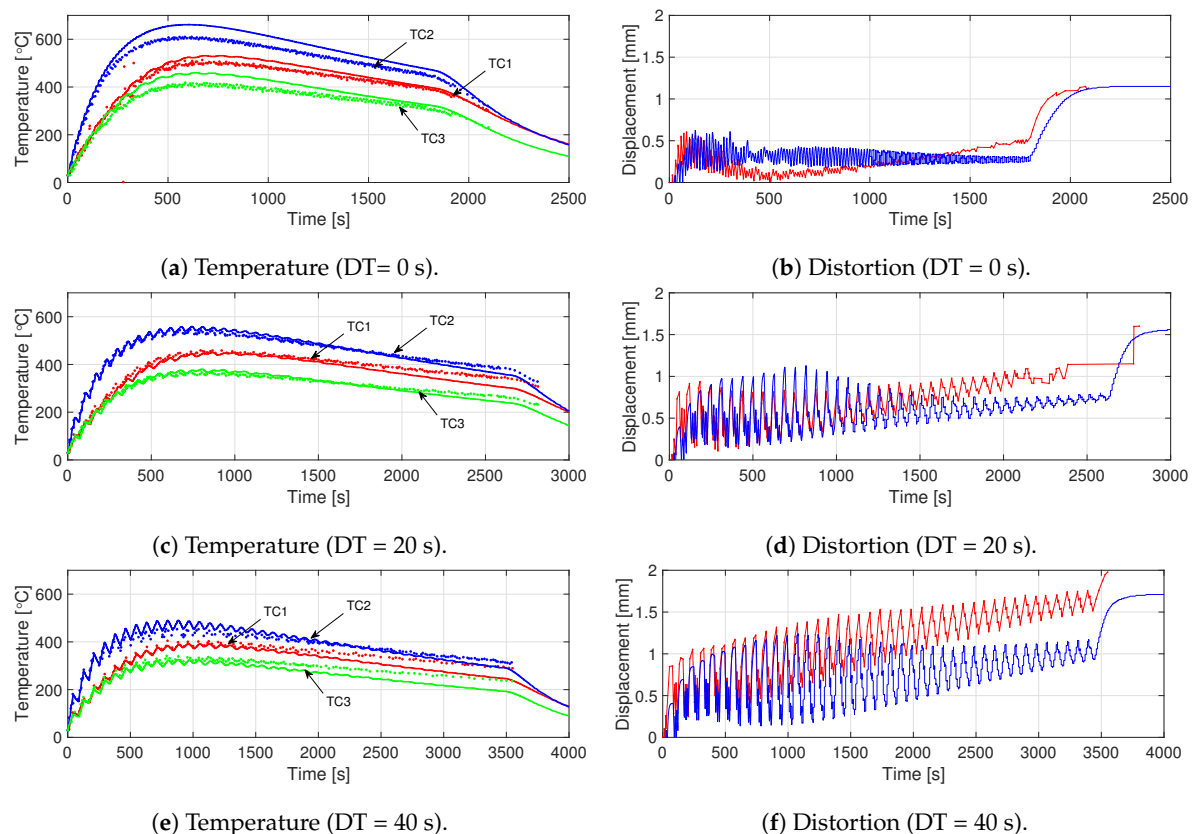 Temperature [°C]
600
400
200
0
TC2
TC1
TC3
0 500 1000 1500 2000 2500
Time [s]
Displacement [mm]
2
1.5
1
0.5
0
0 500 1000 1500 2000 2500
Time [s]
(a) Temperature (DT= 0 s).
(b) Distortion (DT = 0 s).
Temperature [°C]
600
400
200
0
TC1
TC2
TC3
0 500 1000 1500 2000 2500 3000
Time [s]
Displacement [mm]
2
1.5
1
0.5
0
0 500 1000 1500 2000 2500 3000
Time [s]
(c) Temperature (DT = 20 s).
(d) Distortion (DT = 20 s).
Temperature [°C]
600
400
200
0
TC1
TC2
TC3
0 500 1000 1500 2000 2500 3000 3500 4000
Time [s]
Displacement [mm]
2
1.5
1
0.5
0
0 500 1000 1500 2000 2500 3000 3500 4000
Time [s]
(e) Temperature (DT = 40 s).
(f) Distortion (DT = 40 s).